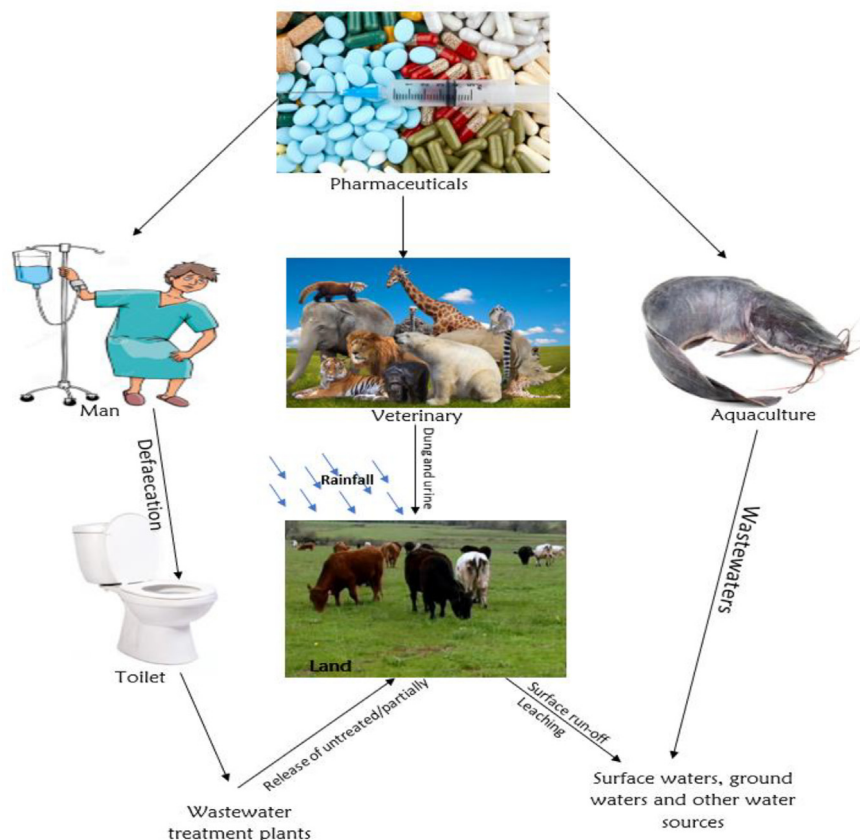 Pharmaceuticals
Man
Veterinary
Aquaculture
Defaecation
Rainfall
Dung and urine
Wastewaters
Toilet
Land
Release of untreated/partially
Surface run-off
Leaching
Wastewater
treatment plants
Surface waters, ground
waters and other water
sources